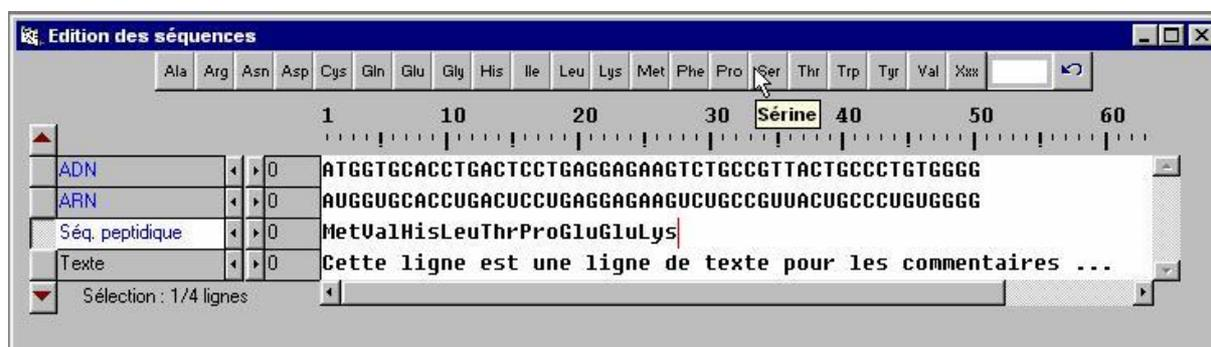 Edition des séquences
Ala Arg Asn Asp Cys Gln Glu Gly His Ile Leu Lys Met Phe Pro Ser Thr Trp Tyr Val Xxx
1 10 20 30 Sérine 40 50 60
ADN 0 ATGGTGCACCTGACTCCTGAGGAGAAGTCTGCCGTTACTGCCCTGTGGGG
ARN 0 AUGGUGCACCUGACUCCUGAGGAGAAGUCUGCCGUUACUGCCCUGUGGGG
Séq. peptidique 0 MetValHisLeuThrProGluGluLys
Texte 0 Cette ligne est une ligne de texte pour les commentaires ...
Sélection : 1/4 lignes